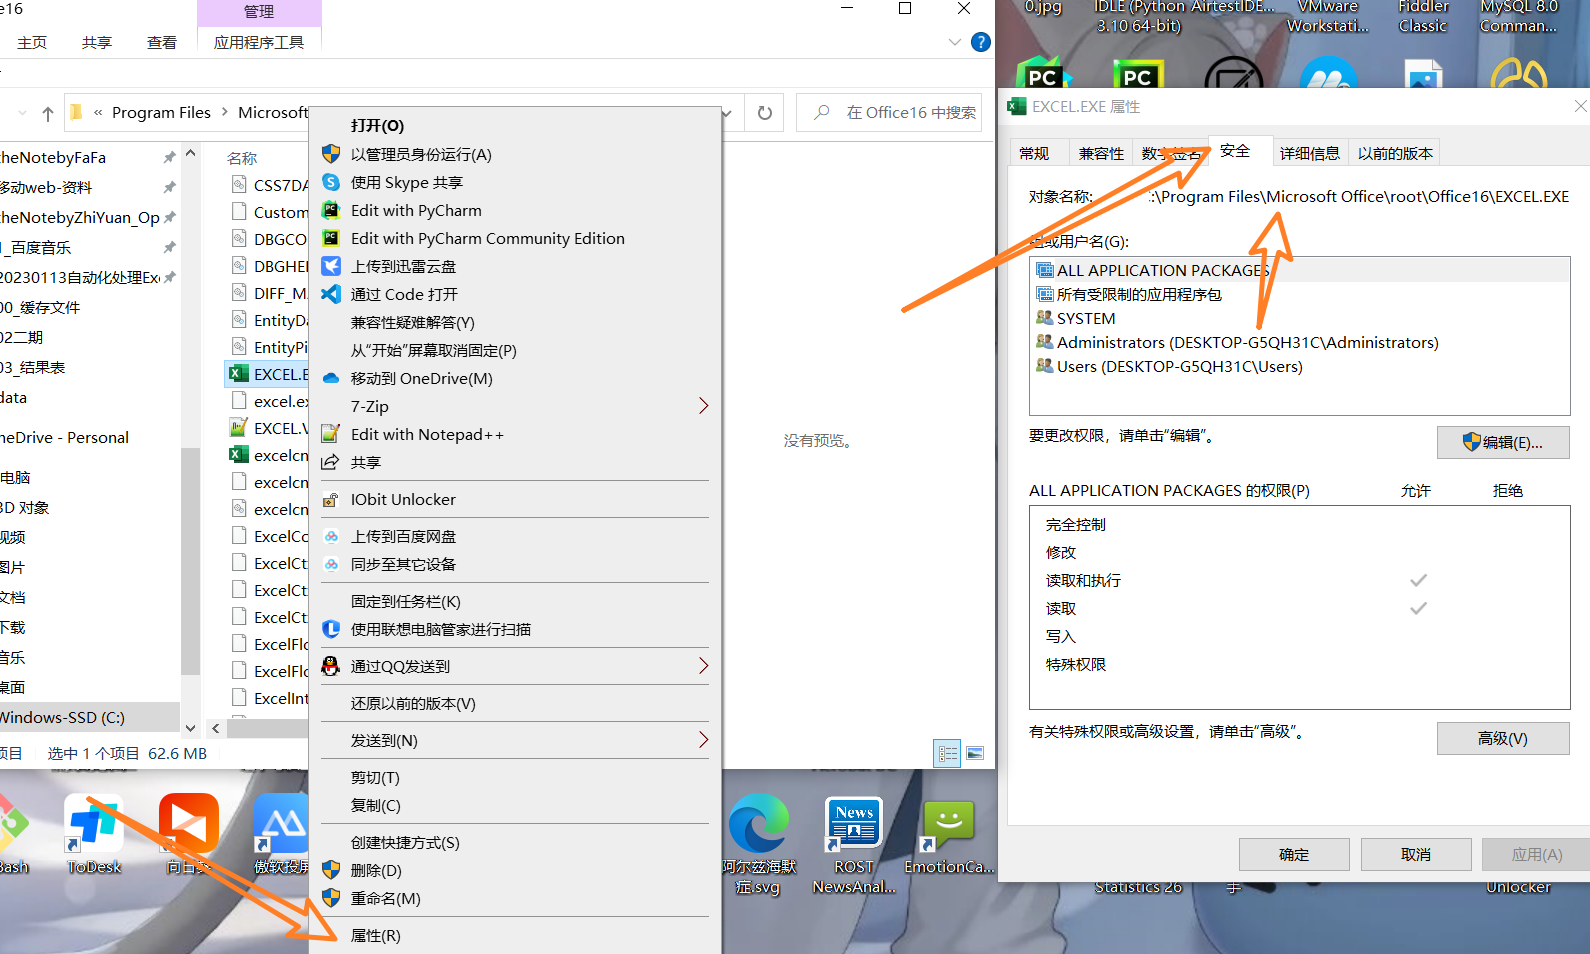 e16
管理
主页
共享
查看
应用程序工具
« Program Files › Microsoft
在 Office16 中搜索
theNotebyFaFa
移动web-资料
theNotebyZhiYuan_Op
1_百度音乐
20230113自动化处理Exc
00_缓存文件
02二期
03_结果表
data
neDrive - Personal
电脑
3D 对象
视频
图片
文档
下载
音乐
桌面
Windows-SSD (C:)
项目
选中 1 个项目 62.6 MB
名称
CSS7DA
Custom
DBGCO
DBGHEI
DIFF_M
EntityDa
EntityPi
EXCEL.E
excel.ex
EXCEL.V
excelcn
excelcn
excelcn
ExcelCo
ExcelCt
ExcelCt
ExcelCt
ExcelFlo
ExcelFlo
ExcelInt
打开(O)
以管理员身份运行(A)
使用 Skype 共享
Edit with PyCharm
Edit with PyCharm Community Edition
上传到迅雷云盘
通过 Code 打开
兼容性疑难解答(Y)
从“开始”屏幕取消固定(P)
移动到 OneDrive(M)
7-Zip
Edit with Notepad++
共享
IObit Unlocker
上传到百度网盘
同步至其它设备
固定到任务栏(K)
使用联想电脑管家进行扫描
通过QQ发送到
还原以前的版本(V)
发送到(N)
剪切(T)
复制(C)
创建快捷方式(S)
删除(D)
重命名(M)
属性(R)
没有预览。
0.jpg
IDLE (Python 3.10 64-bit)
AirtestIDE...
VMware Workstati...
Fiddler Classic
MySQL 8.0 Comman...
PC
PC
EXCEL.EXE 属性
常规
兼容性
数字签名
安全
详细信息
以前的版本
对象名称:
:\Program Files\Microsoft Office\root\Office16\EXCEL.EXE
组或用户名(G):
ALL APPLICATION PACKAGES
所有受限制的应用程序包
SYSTEM
Administrators (DESKTOP-G5QH31C\Administrators)
Users (DESKTOP-G5QH31C\Users)
要更改权限，请单击“编辑”。
编辑(E)...
ALL APPLICATION PACKAGES 的权限(P)
允许
拒绝
完全控制
修改
读取和执行
读取
写入
特殊权限
有关特殊权限或高级设置，请单击“高级”。
高级(V)
确定
取消
应用(A)
Bash
ToDesk
向日葵
傲软投屏
阿尔兹海默症.svg
News
ROST NewsAnal...
EmotionCa...
Statistics 26
手
Unlocker